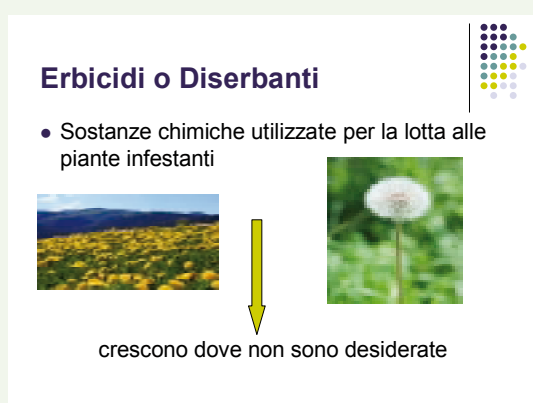 Erbicidi o Diserbanti
Sostanze chimiche utilizzate per la lotta alle
piante infestanti
crescono dove non sono desiderate